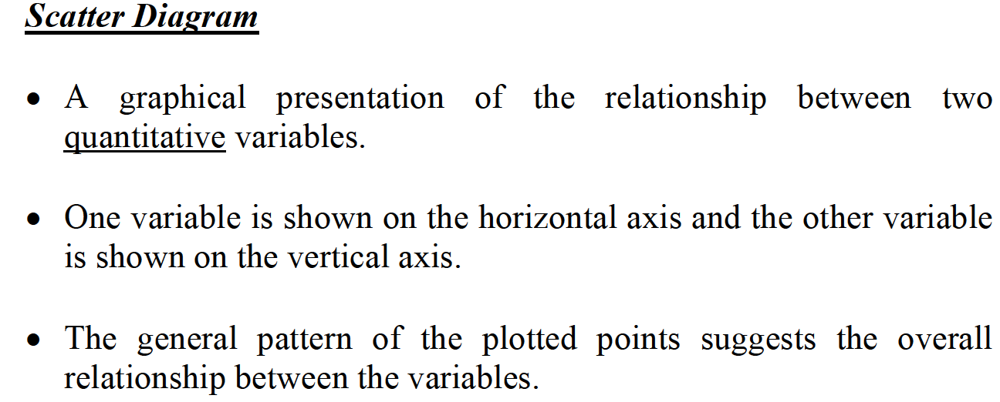 Scatter Diagram
• A graphical presentation of the relationship between two
quantitative variables.
• One variable is shown on the horizontal axis and the other variable
is shown on the vertical axis.
• The general pattern of the plotted points suggests the overall
relationship between the variables.